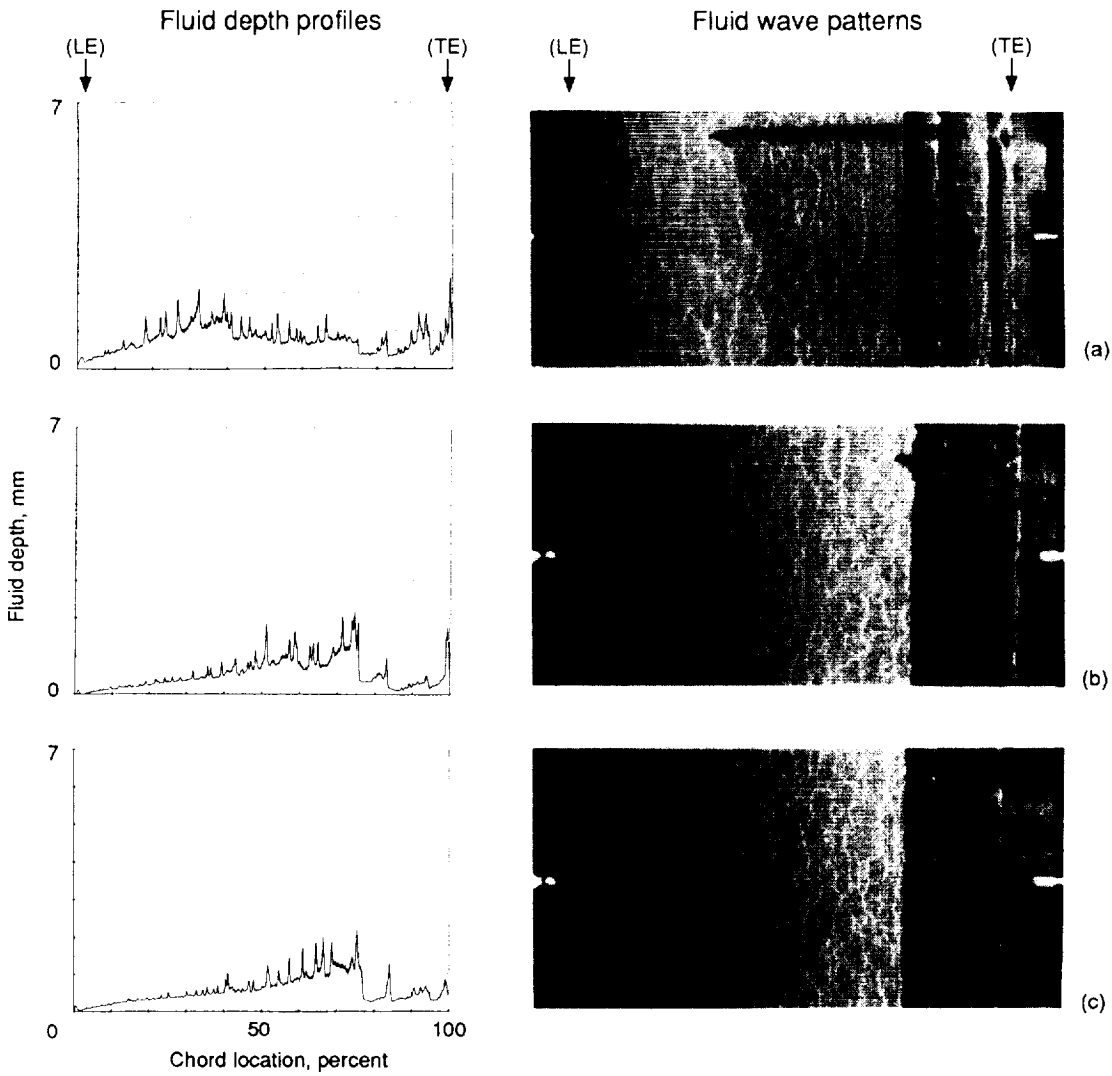 Fluid depth profiles
Fluid wave patterns
(LE)
(TE)
(LE)
(TE)
7
0
(a)
7
Fluid depth, mm
0
(b)
7
0
0
50
100
(c)
Chord location, percent